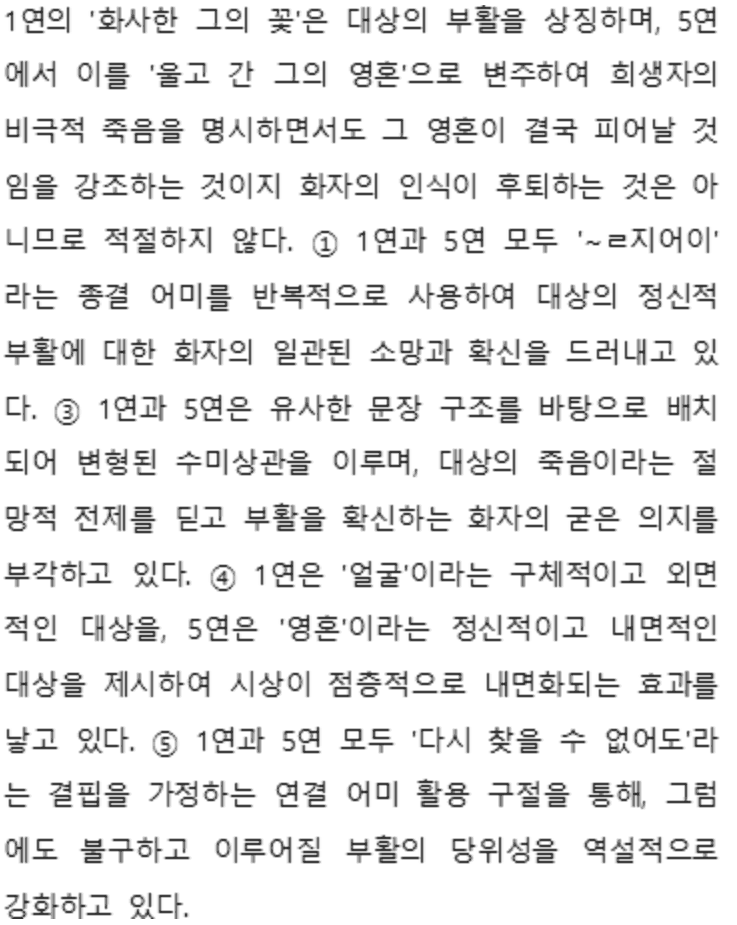 1연의 '화사한 그의 꽃'은 대상의 부활을 상징하며, 5연
에서 이를 '울고 간 그의 영혼'으로 변주하여 희생자의
비극적 죽음을 명시하면서도 그 영혼이 결국 피어날 것
임을 강조하는 것이지 화자의 인식이 후퇴하는 것은 아
니므로 적절하지 않다. ① 1연과 5연 모두 '~ㄹ지어이'
라는 종결 어미를 반복적으로 사용하여 대상의 정신적
부활에 대한 화자의 일관된 소망과 확신을 드러내고 있
다. ③ 1연과 5연은 유사한 문장 구조를 바탕으로 배치
되어 변형된 수미상관을 이루며, 대상의 죽음이라는 절
망적 전제를 딛고 부활을 확신하는 화자의 굳은 의지를
부각하고 있다. ④ 1연은 '얼굴'이라는 구체적이고 외면
적인 대상을, 5연은 '영혼'이라는 정신적이고 내면적인
대상을 제시하여 시상이 점층적으로 내면화되는 효과를
낳고 있다. ⑤ 1연과 5연 모두 '다시 찾을 수 없어도'라
는 결핍을 가정하는 연결 어미 활용 구절을 통해, 그럼
에도 불구하고 이루어질 부활의 당위성을 역설적으로
강화하고 있다.